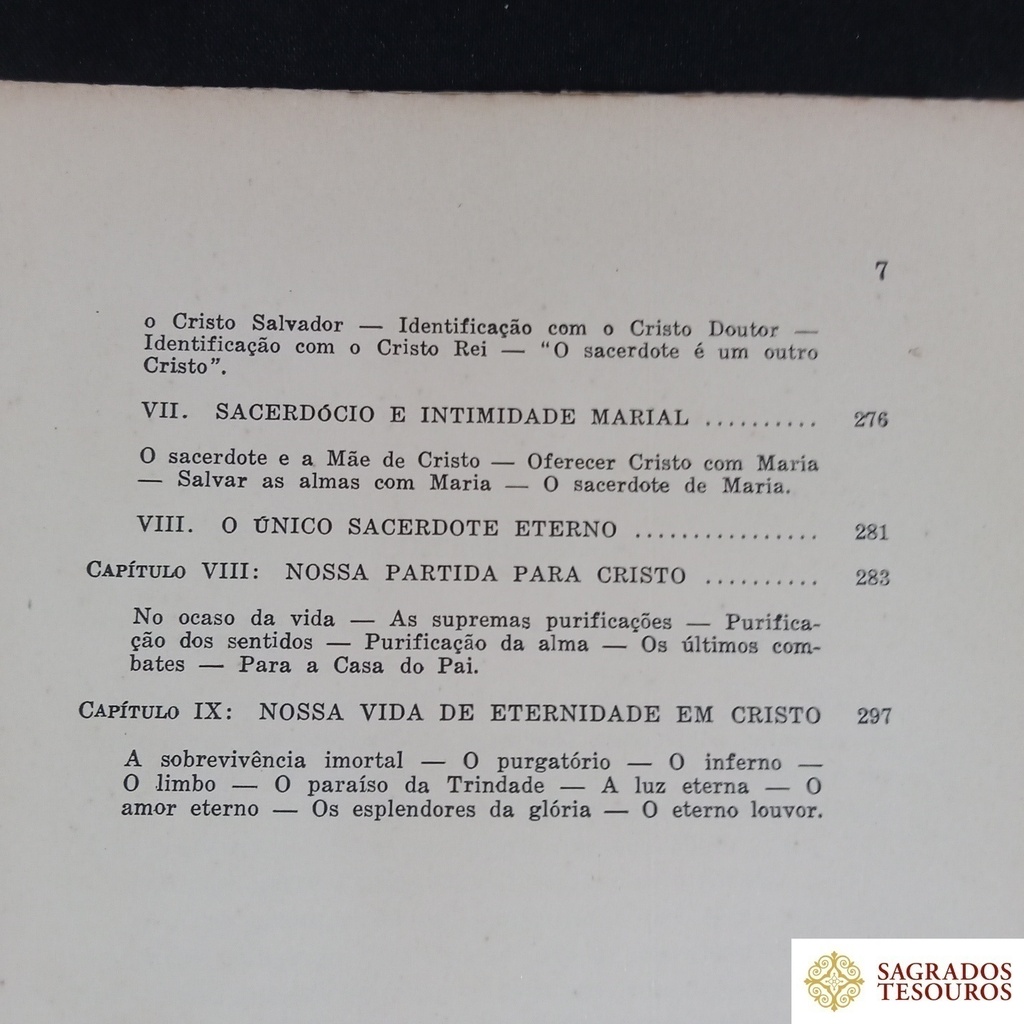 7
o Cristo Salvador — Identificação com o Cristo Doutor —
Identificação com o Cristo Rei — "O sacerdote é um outro
Cristo".
VII. SACERDÓCIO E INTIMIDADE MARIAL .......... 276
O sacerdote e a Mãe de Cristo — Oferecer Cristo com Maria
— Salvar as almas com Maria — O sacerdote de Maria.
VIII. O ÚNICO SACERDOTE ETERNO ................ 281
CAPÍTULO VIII: NOSSA PARTIDA PARA CRISTO .......... 283
No ocaso da vida — As supremas purificações — Purifica-
ção dos sentidos — Purificação da alma — Os últimos com-
bates — Para a Casa do Pai.
CAPÍTULO IX: NOSSA VIDA DE ETERNIDADE EM CRISTO 297
A sobrevivência imortal — O purgatório — O inferno —
O limbo — O paraíso da Trindade — A luz eterna — O
amor eterno — Os esplendores da glória — O eterno louvor.
SAGRADOS
TESOUROS